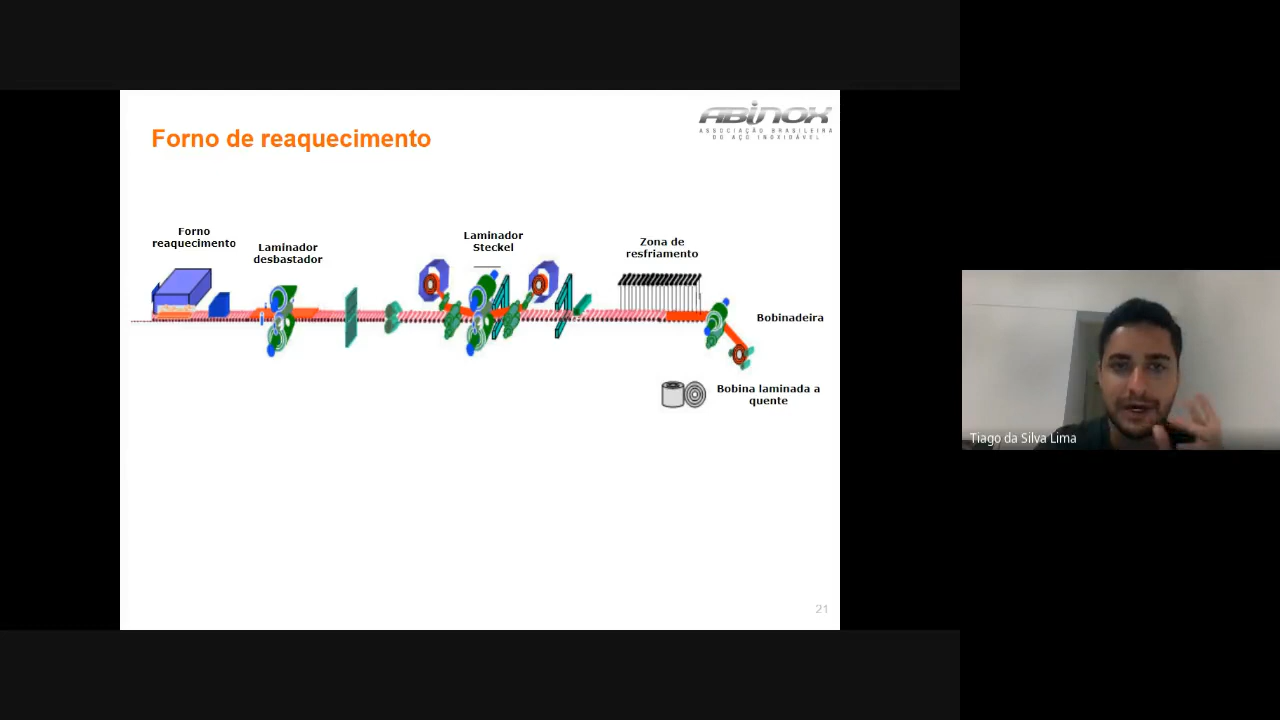 Forno de reaquecimento
ABINOX
ASSOCIAÇÃO BRASILEIRA
DO AÇO INOXIDÁVEL
Forno
reaquecimento
Laminador
desbastador
Laminador
Steckel
Zona de
resfriamento
Bobinadeira
Bobina laminada a
quente
21
Tiago da Silva Lima